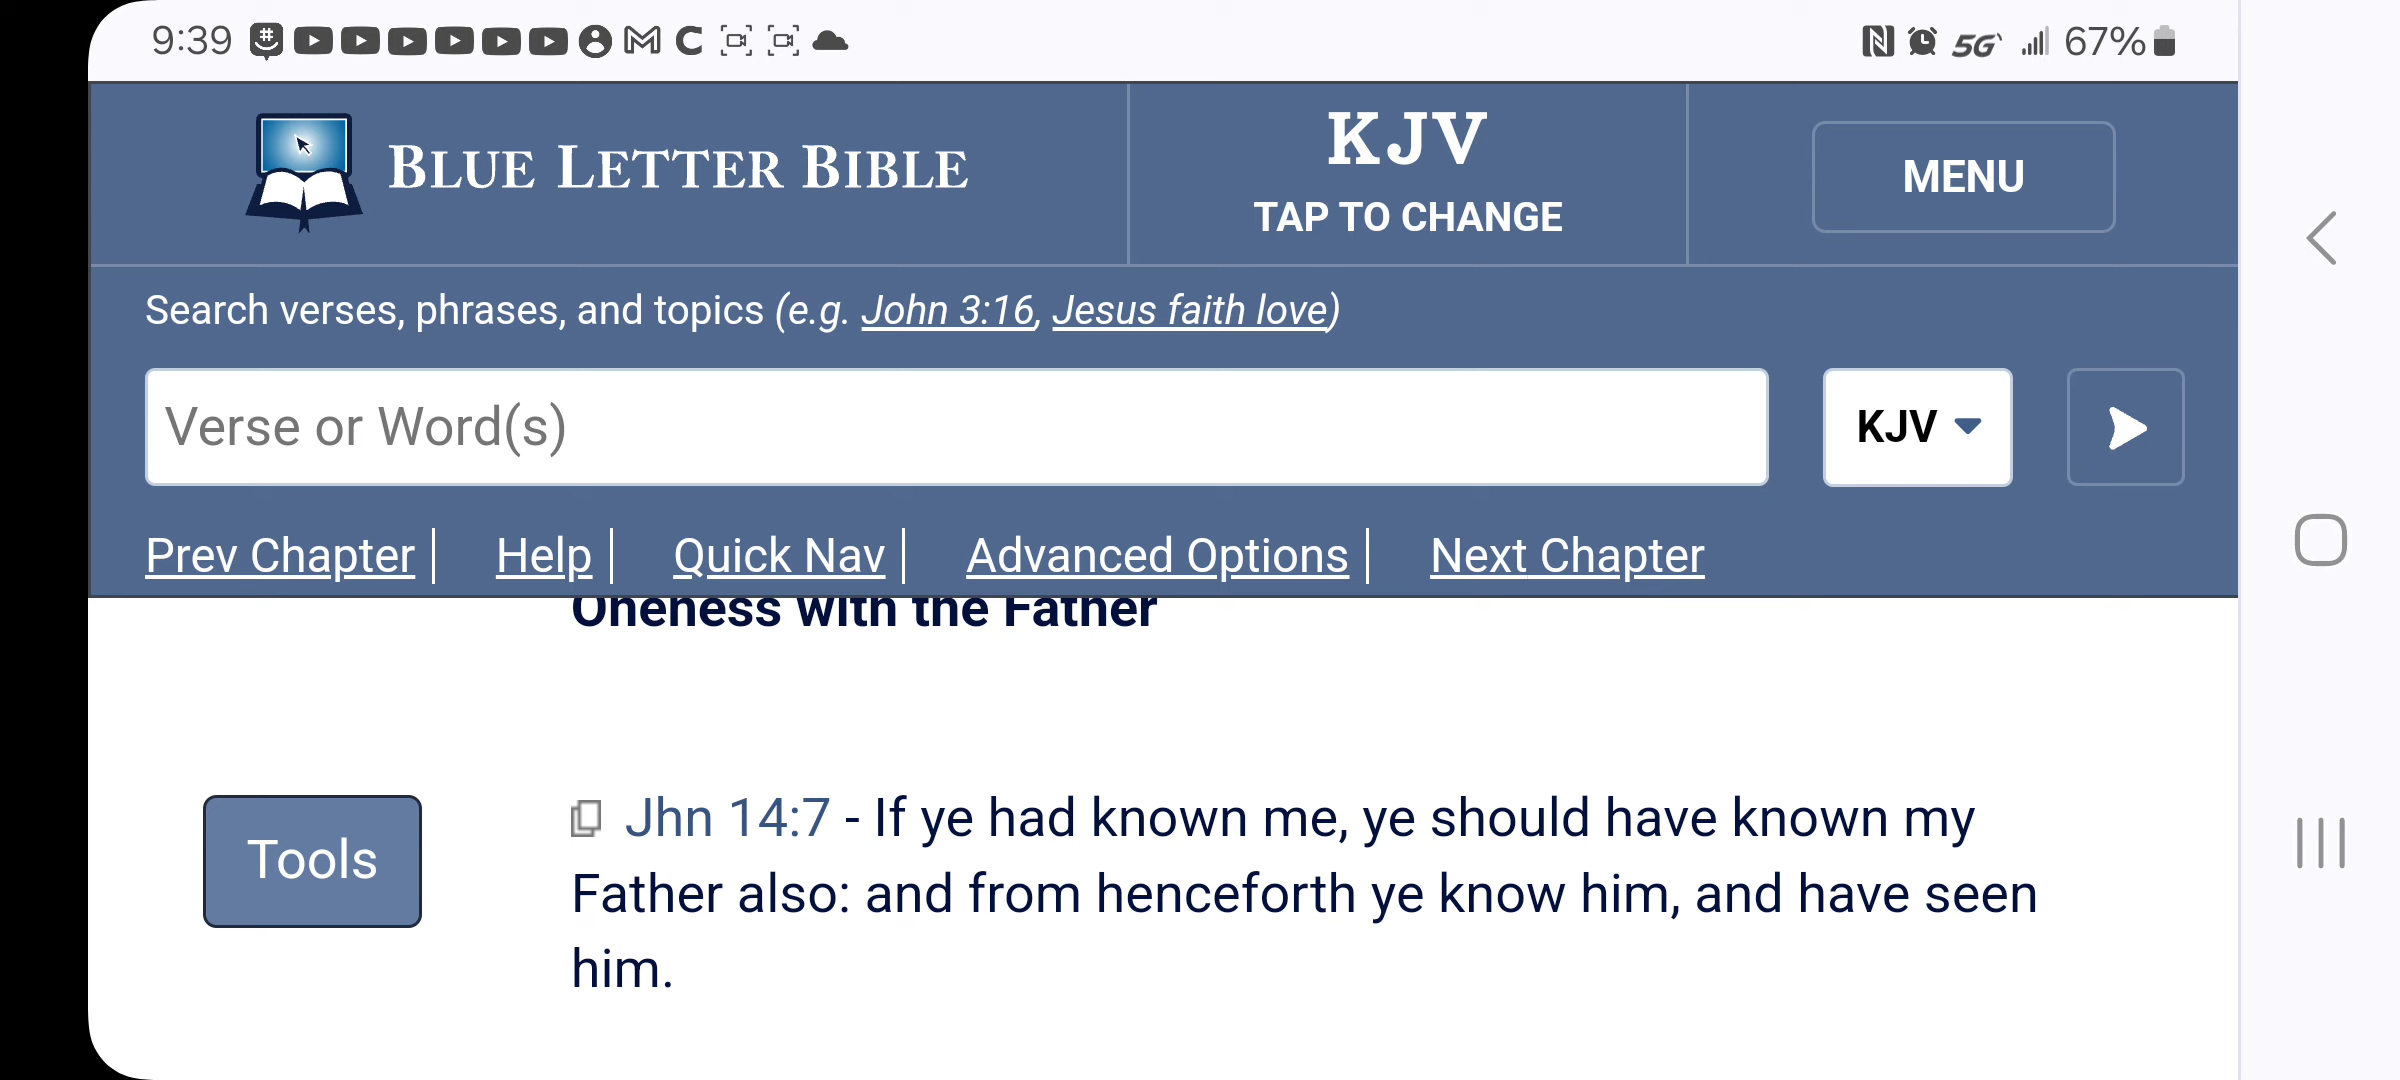 9:39
5G 67%
BLUE LETTER BIBLE
KJV
TAP TO CHANGE
MENU
Search verses, phrases, and topics (e.g. John 3:16, Jesus faith love)
Verse or Word(s)
KJV
Prev Chapter Help Quick Nav Advanced Options Next Chapter
Oneness with the Father
Tools
Jhn 14:7 - If ye had known me, ye should have known my
Father also: and from henceforth ye know him, and have seen
him.